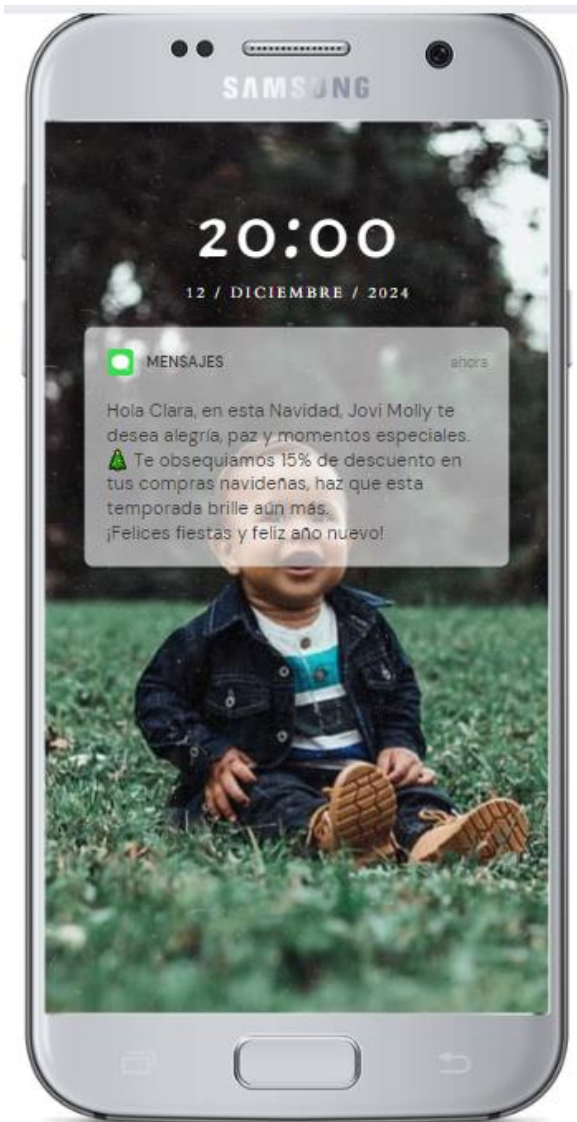 SAMSUNG
20:00
12 / DICIEMBRE / 2024
MENSAJES ahora
Hola Clara, en esta Navidad, Jovi Molly te
desea alegría, paz y momentos especiales.
🎄 Te obsequiamos 15% de descuento en
tus compras navideñas, haz que esta
temporada brille aún más.
¡Felices fiestas y feliz año nuevo!